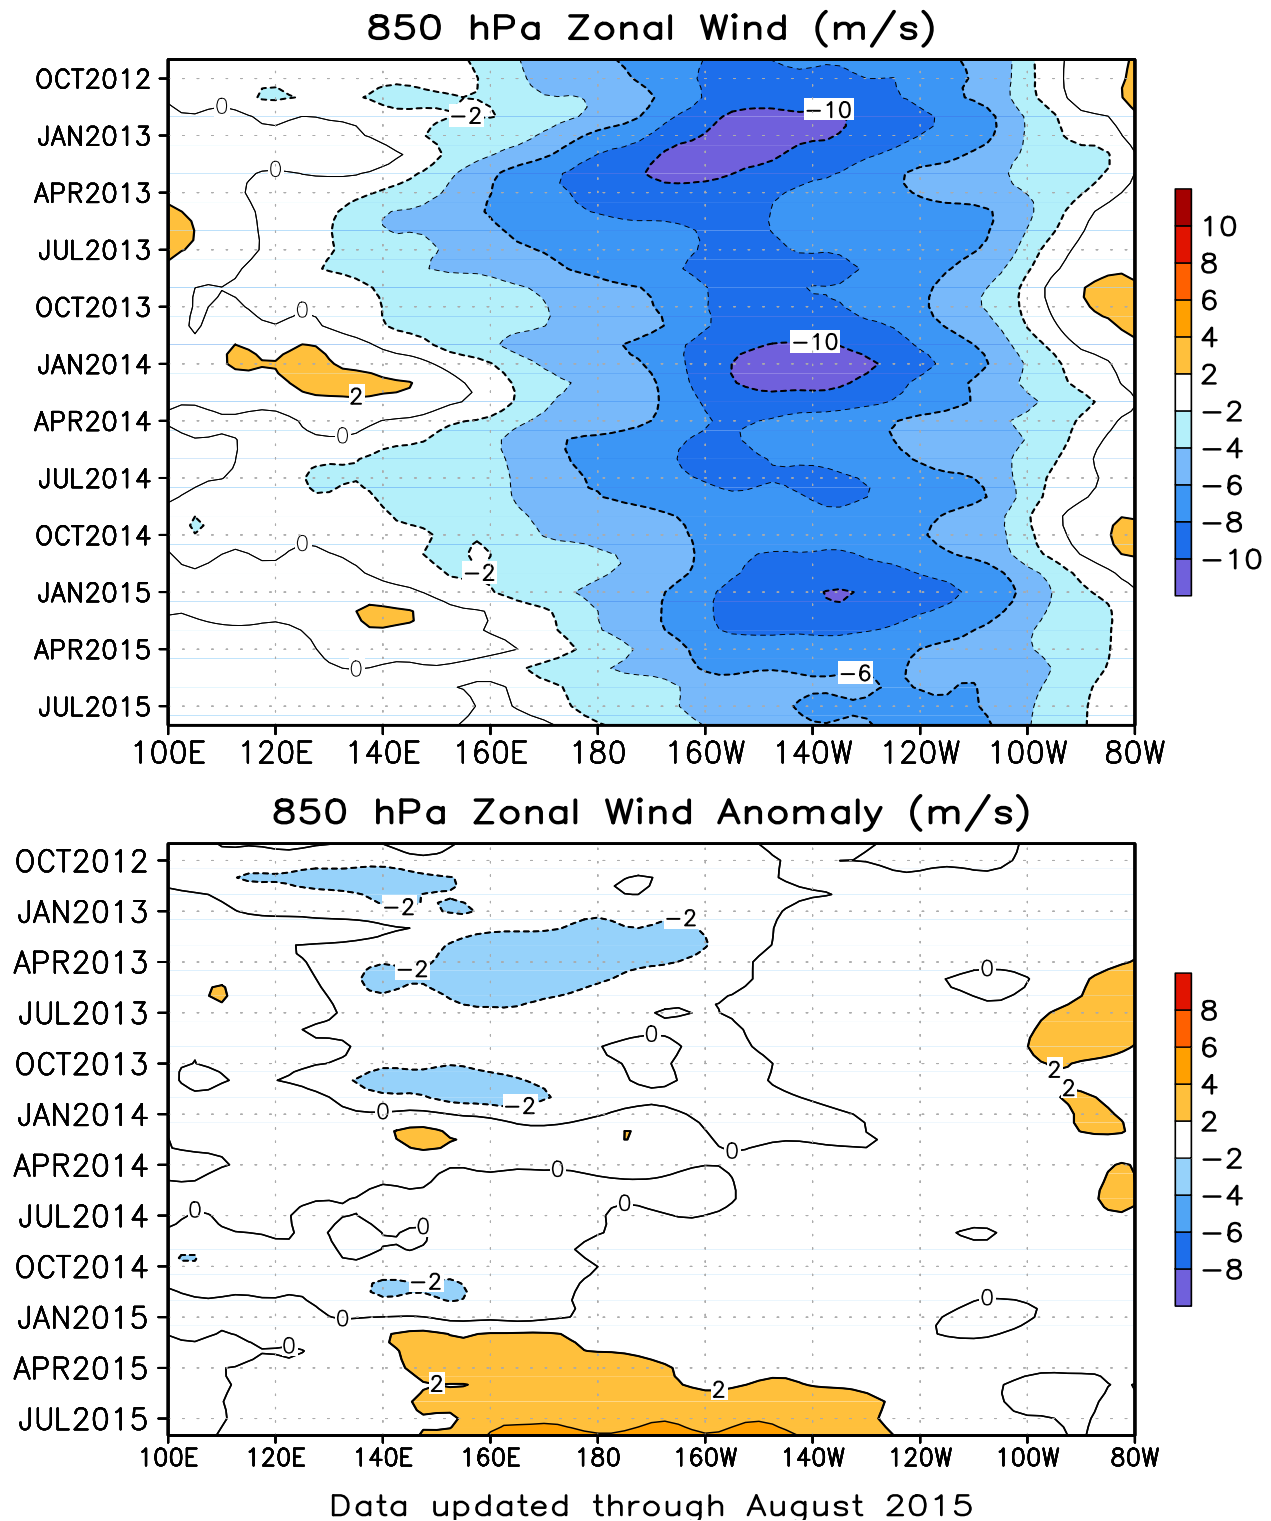 850 hPa Zonal Wind (m/s)
OCT2012
JAN2013
APR2013
JUL2013
OCT2013
JAN2014
APR2014
JUL2014
OCT2014
JAN2015
APR2015
JUL2015
0
0
0
0
0
0
-2
-2
2
-10
-10
-6
10
8
6
4
2
-2
-4
-6
-8
-10
100E 120E 140E 160E 180 160W 140W 120W 100W 80W
850 hPa Zonal Wind Anomaly (m/s)
OCT2012
JAN2013
APR2013
JUL2013
OCT2013
JAN2014
APR2014
JUL2014
OCT2014
JAN2015
APR2015
JUL2015
-2
-2
-2
0
0
2
2
-2
0
0
0
0
0
0
-2
0
0
0
2
2
8
6
4
2
-2
-4
-6
-8
100E 120E 140E 160E 180 160W 140W 120W 100W 80W
Data updated through August 2015